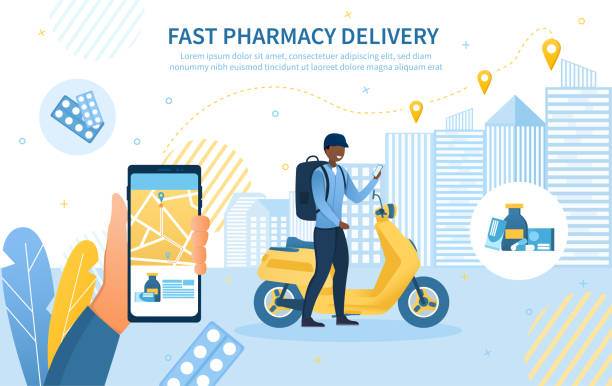 FAST PHARMACY DELIVERY
Lorem ipsum dolor sit amet, consectetuer adipiscing elit, sed diam
nonummy nibh euismod tincidunt ut laoreet dolore magna aliquam erat